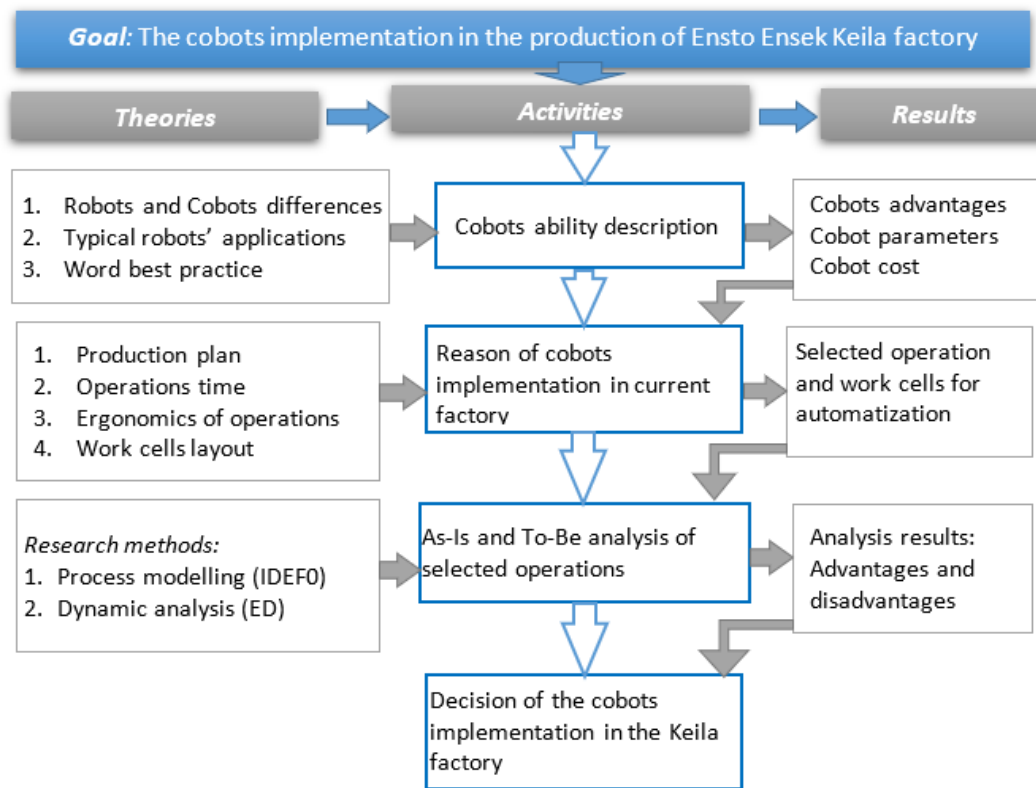 Goal: The cobots implementation in the production of Ensto Ensek Keila factory
Theories
Activities
Results
1. Robots and Cobots differences
2. Typical robots’ applications
3. Word best practice
Cobots ability description
Cobots advantages
Cobot parameters
Cobot cost
1. Production plan
2. Operations time
3. Ergonomics of operations
4. Work cells layout
Reason of cobots
implementation in current
factory
Selected operation
and work cells for
automatization
Research methods:
1. Process modelling (IDEF0)
2. Dynamic analysis (ED)
As-Is and To-Be analysis of
selected operations
Analysis results:
Advantages and
disadvantages
Decision of the cobots
implementation in the Keila
factory